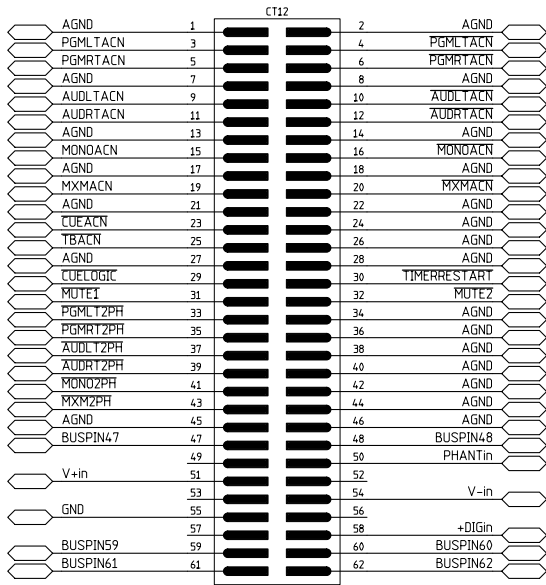 CT12
AGND 1 2 AGND
PGMLTACN 3 4 PGMLTACN
PGMRTACN 5 6 PGMRTACN
AGND 7 8 AGND
AUDLTACN 9 10 AUDLTACN
AUDRTACN 11 12 AUDRTACN
AGND 13 14 AGND
MONOACN 15 16 MONOACN
AGND 17 18 AGND
MXMACN 19 20 MXMACN
AGND 21 22 AGND
CUEACN 23 24 AGND
TBACN 25 26 AGND
AGND 27 28 AGND
CUELOGIC 29 30 TIMERRESTART
MUTE1 31 32 MUTE2
PGMLT2PH 33 34 AGND
PGMRT2PH 35 36 AGND
AUDLT2PH 37 38 AGND
AUDRT2PH 39 40 AGND
MONO2PH 41 42 AGND
MXM2PH 43 44 AGND
AGND 45 46 AGND
BUSPIN47 47 48 BUSPIN48
49 50 PHANTin
V+in 51 52
53 54 V-in
GND 55 56
57 58 +DIGin
BUSPIN59 59 60 BUSPIN60
BUSPIN61 61 62 BUSPIN62